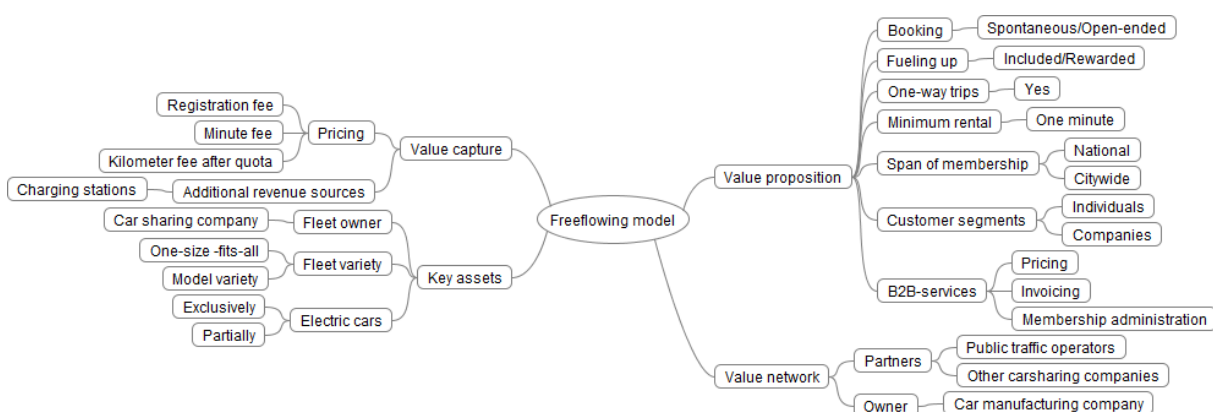 Booking
Spontaneous/Open-ended
Fueling up
Included/Rewarded
One-way trips
Yes
Minimum rental
One minute
Span of membership
National
Citywide
Value proposition
Customer segments
Individuals
Companies
B2B-services
Pricing
Invoicing
Membership administration
Freeflowing model
Value network
Partners
Public traffic operators
Other carsharing companies
Owner
Car manufacturing company
Value capture
Pricing
Registration fee
Minute fee
Kilometer fee after quota
Additional revenue sources
Charging stations
Key assets
Fleet owner
Car sharing company
Fleet variety
One-size -fits-all
Model variety
Electric cars
Exclusively
Partially